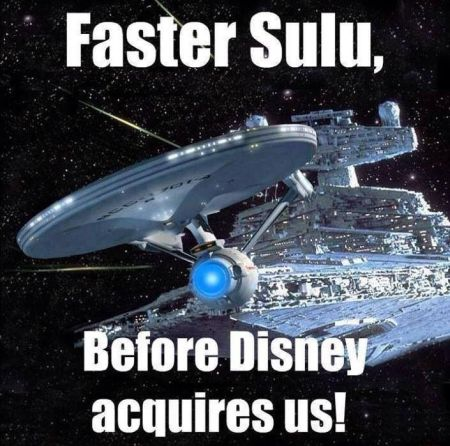 Faster Sulu,
Before Disney
acquires us!